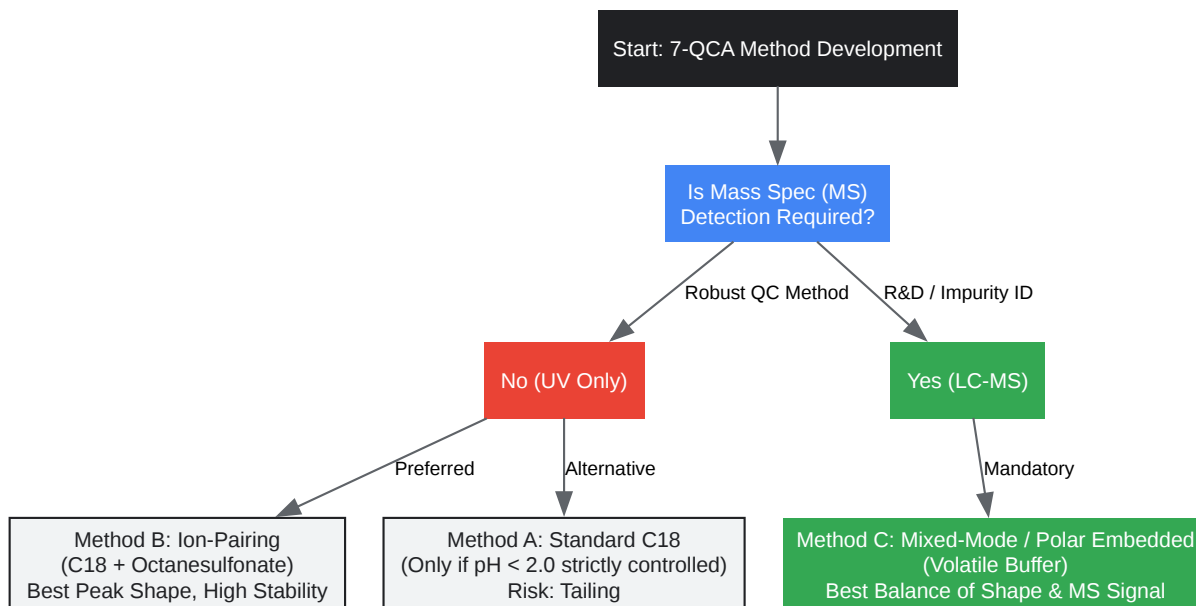 Start: 7-QCA Method Development
Is Mass Spec (MS)
Detection Required?
Robust QC Method
R&D / Impurity ID
No (UV Only)
Yes (LC-MS)
Preferred
Alternative
Mandatory
Method B: Ion-Pairing
(C18 + Octanesulfonate)
Best Peak Shape, High Stability
Method A: Standard C18
(Only if pH < 2.0 strictly controlled)
Risk: Tailing
Method C: Mixed-Mode / Polar Embedded
(Volatile Buffer)
Best Balance of Shape & MS Signal